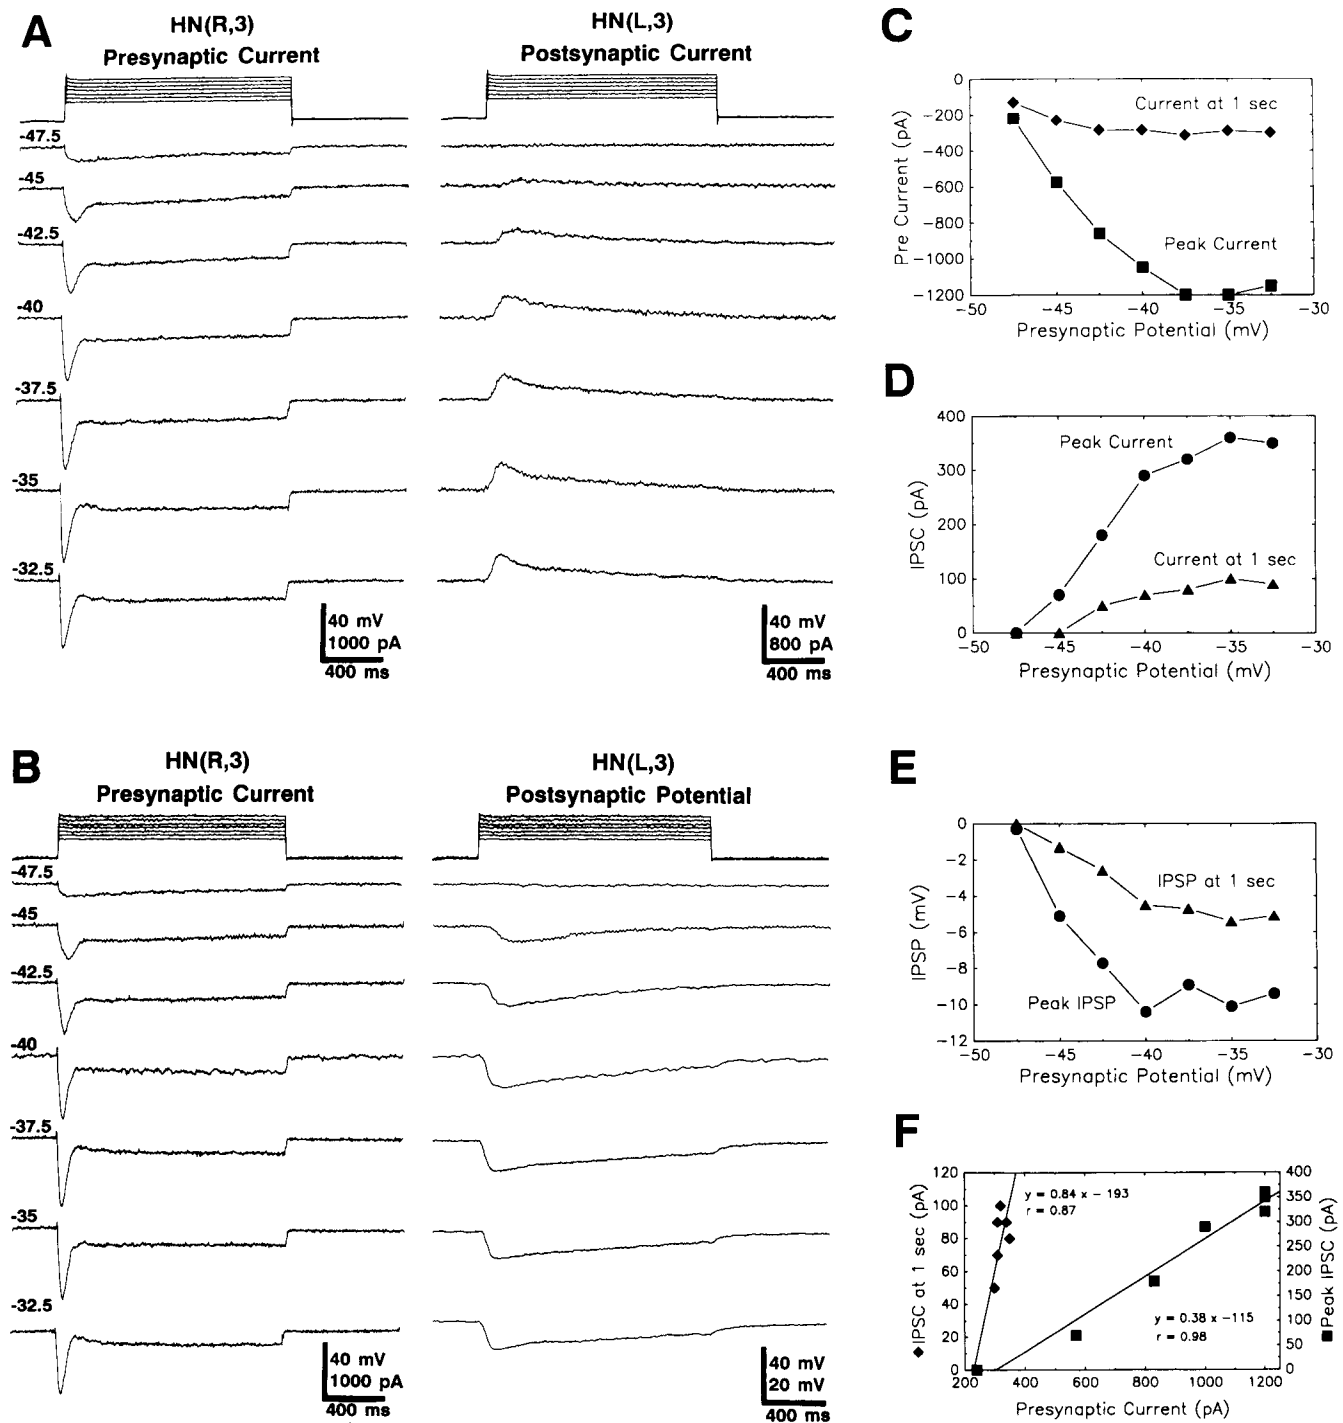 A
HN(R,3)
Presynaptic Current
HN(L,3)
Postsynaptic Current
-47.5
-45
-42.5
-40
-37.5
-35
-32.5
40 mV
1000 pA
400 ms
40 mV
800 pA
400 ms
B
HN(R,3)
Presynaptic Current
HN(L,3)
Postsynaptic Potential
-47.5
-45
-42.5
-40
-37.5
-35
-32.5
40 mV
1000 pA
400 ms
40 mV
20 mV
400 ms
C
Pre Current (pA)
0
-200
-400
-600
-800
-1000
-1200
Current at 1 sec
Peak Current
-50 -45 -40 -35 -30
Presynaptic Potential (mV)
D
IPSC (pA)
400
300
200
100
0
Peak Current
Current at 1 sec
-50 -45 -40 -35 -30
Presynaptic Potential (mV)
E
IPSP (mV)
0
-2
-4
-6
-8
-10
-12
IPSP at 1 sec
Peak IPSP
-50 -45 -40 -35 -30
Presynaptic Potential (mV)
F
IPSC at 1 sec (pA)
120
100
80
60
40
20
0
y = 0.84 x - 193
r = 0.87
y = 0.38 x -115
r = 0.98
400
350
300
250
200
150
100
50
0
Peak IPSC (pA)
200 400 600 800 1000 1200
Presynaptic Current (pA)